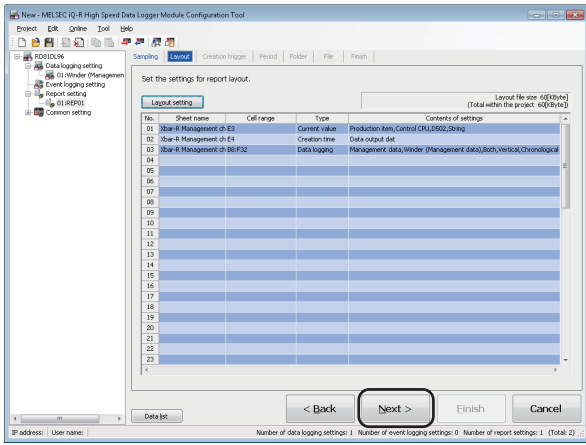 New - MELSEC iQ-R High Speed Data Logger Module Configuration Tool
Project Edit Online Tool Help
RD81DL96
Data logging setting
01:Winder (Managemen
Event logging setting
Report setting
01:REP01
Common setting
Sampling Layout Creation trigger Period Folder File Finish
Set the settings for report layout.
Layout setting
Layout file size 60[KByte]
(Total within the project 60[KByte])
No. Sheet name Cell range Type Contents of settings
01 Xbar-R Management ch E3 Current value Production item,Control CPU,D502,String
02 Xbar-R Management ch E4 Creation time Data output dat
03 Xbar-R Management ch B8:F32 Data logging Management data,Winder (Management data),Both,Vertical,Chronological
04
05
06
07
08
09
10
11
12
13
14
15
16
17
18
19
20
21
22
23
Data list
< Back Next > Finish Cancel
IP address: User name: Number of data logging settings: 1 Number of event logging settings: 0 Number of report settings: 1 (Total: 2)